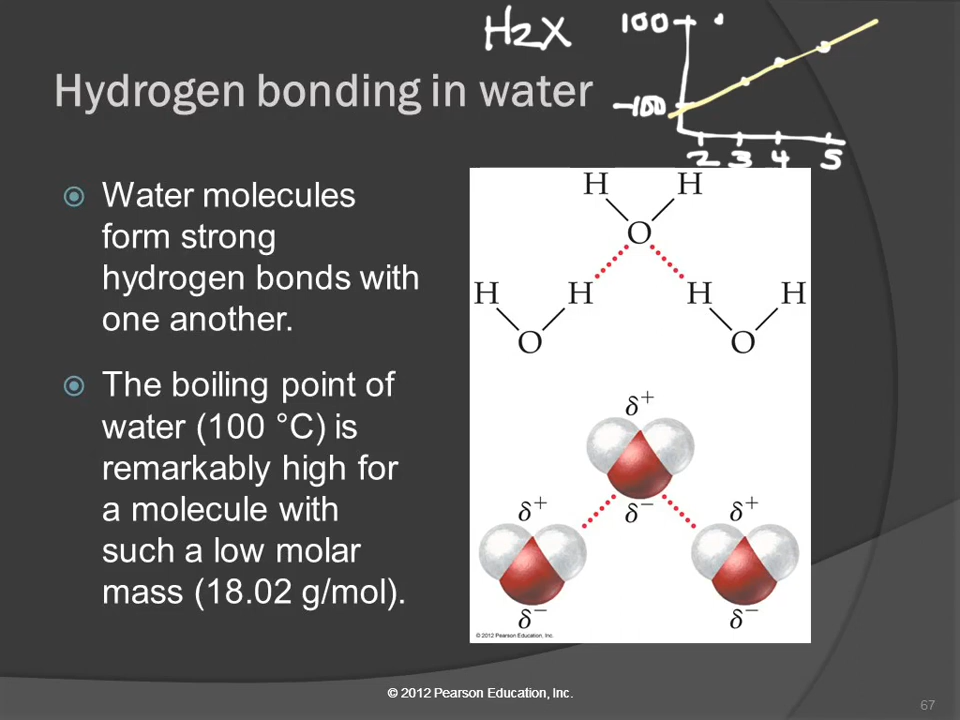 H2X
100
-100
2 3 4 5
Hydrogen bonding in water
Water molecules
form strong
hydrogen bonds with
one another.
The boiling point of
water (100 °C) is
remarkably high for
a molecule with
such a low molar
mass (18.02 g/mol).
H H
O
H H H H
O O
δ+
δ−
δ+ δ+
δ− δ−
© 2012 Pearson Education, Inc.
© 2012 Pearson Education, Inc.
67